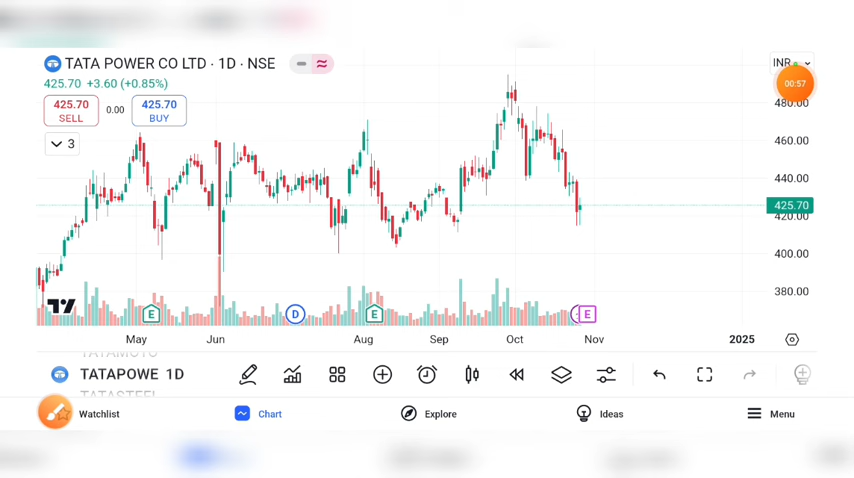 TATA POWER CO LTD · 1D · NSE
INR
00:57
425.70 +3.60 (+0.85%)
425.70 SELL
0.00
425.70 BUY
3
480.00
460.00
440.00
425.70
420.00
400.00
380.00
E
D
E
E
May
Jun
Aug
Sep
Oct
Nov
2025
TATAMOTO
TATAPOWE 1D
TATASTEEL
Watchlist
Chart
Explore
Ideas
Menu